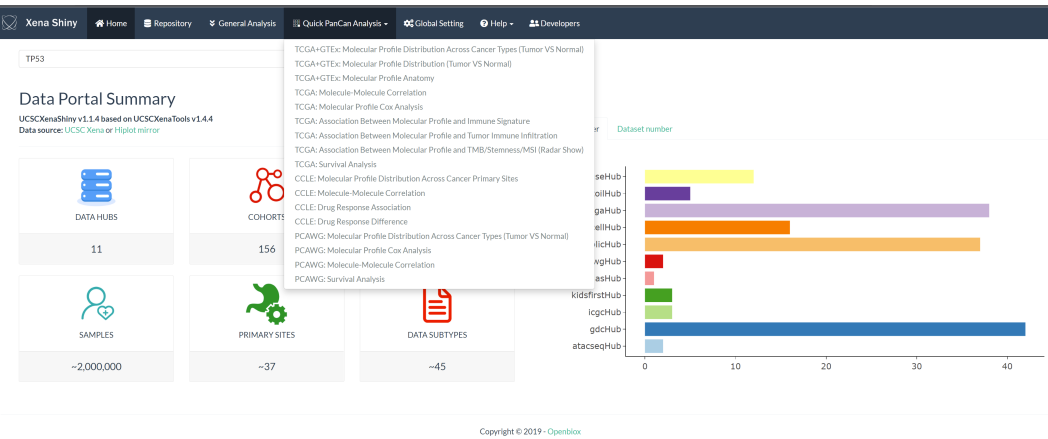 Xena Shiny Home Repository General Analysis Quick PanCan Analysis Global Setting Help Developers
TP53
TCGA+GTEx: Molecular Profile Distribution Across Cancer Types (Tumor VS Normal)
TCGA+GTEx: Molecular Profile Distribution (Tumor VS Normal)
TCGA+GTEx: Molecular Profile Anatomy
TCGA: Molecule-Molecule Correlation
TCGA: Molecular Profile Cox Analysis
TCGA: Association Between Molecular Profile and Immune Signature
TCGA: Association Between Molecular Profile and Tumor Immune Infiltration
TCGA: Association Between Molecular Profile and TMB/Stemness/MSI (Radar Show)
TCGA: Survival Analysis
CCLE: Molecular Profile Distribution Across Cancer Primary Sites
CCLE: Molecule-Molecule Correlation
CCLE: Drug Response Association
CCLE: Drug Response Difference
PCAWG: Molecular Profile Distribution Across Cancer Types (Tumor VS Normal)
PCAWG: Molecular Profile Cox Analysis
PCAWG: Molecule-Molecule Correlation
PCAWG: Survival Analysis
Data Portal Summary
UCSCXenaShiny v1.1.4 based on UCSCXenaTools v1.4.4
Data source: UCSC Xena or Hiplot mirror
DATA HUBS
11
COHORTS
156
SAMPLES
~2,000,000
PRIMARY SITES
~37
DATA SUBTYPES
~45
er Dataset number
seHub
oilHub
gaHub
ellHub
licHub
wgHub
asHub
kidsfirstHub
icgcHub
gdcHub
atacseqHub
0 10 20 30 40
Copyright © 2019 - Openbiox